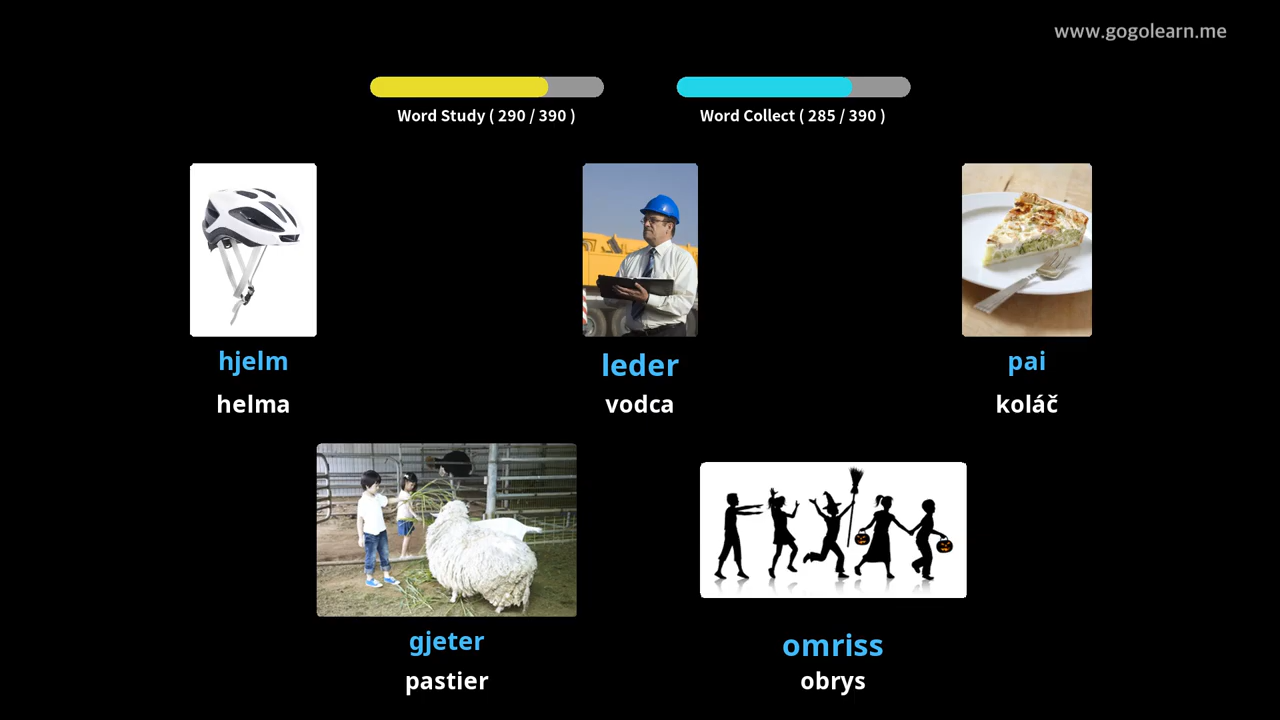 www.gogolearn.me
Word Study ( 290 / 390 )
Word Collect ( 285 / 390 )
hjelm
helma
leder
vodca
pai
koláč
gjeter
pastier
omriss
obrys